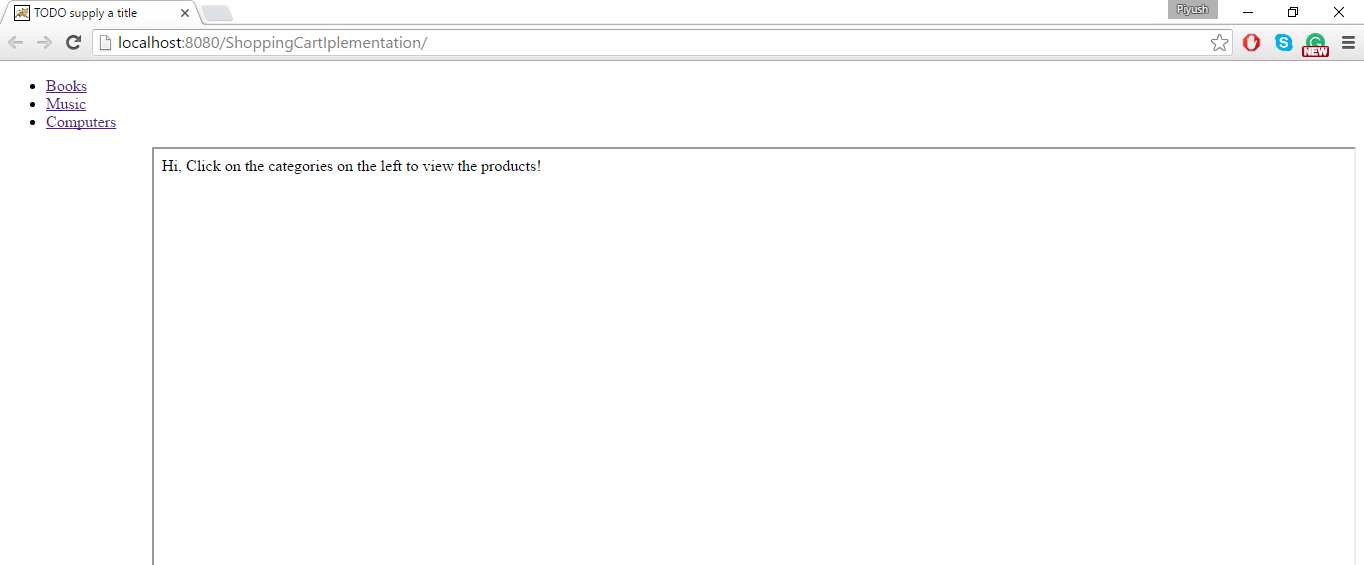 TODO supply a title
Piyush
localhost:8080/ShoppingCartIplementation/
NEW
Books
Music
Computers
Hi, Click on the categories on the left to view the products!